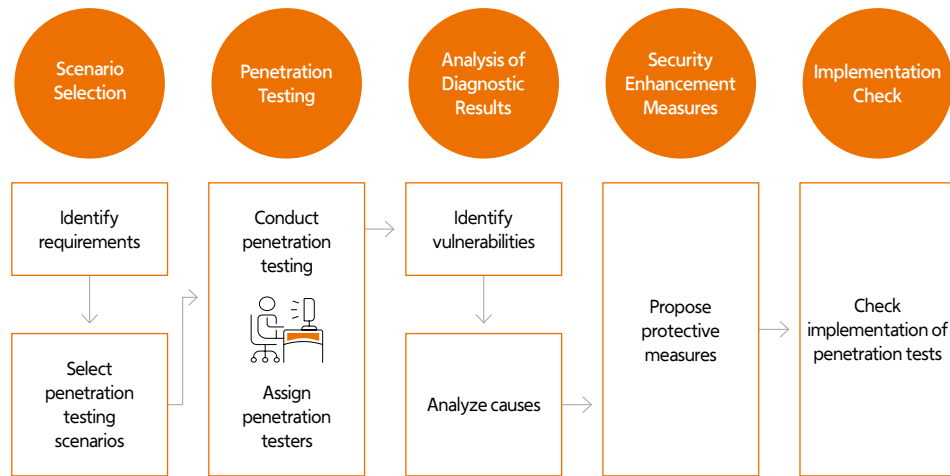 Scenario
Selection
Penetration
Testing
Analysis of
Diagnostic
Results
Security
Enhancement
Measures
Implementation
Check
Identify
requirements
Select
penetration
testing
scenarios
Conduct
penetration
testing
Assign
penetration
testers
Identify
vulnerabilities
Analyze causes
Propose
protective
measures
Check
implementation of
penetration tests